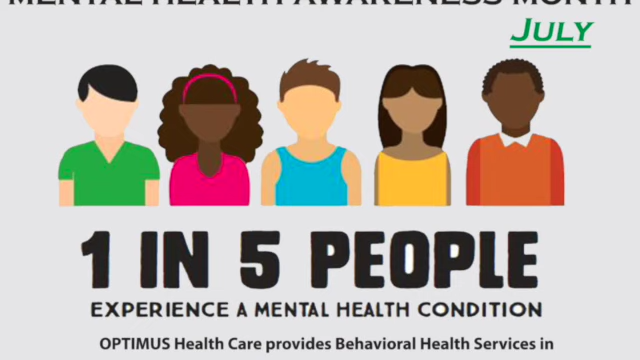 MENTAL HEALTH AWARENESS MONTH
JULY
1 IN 5 PEOPLE
EXPERIENCE A MENTAL HEALTH CONDITION
OPTIMUS Health Care provides Behavioral Health Services in